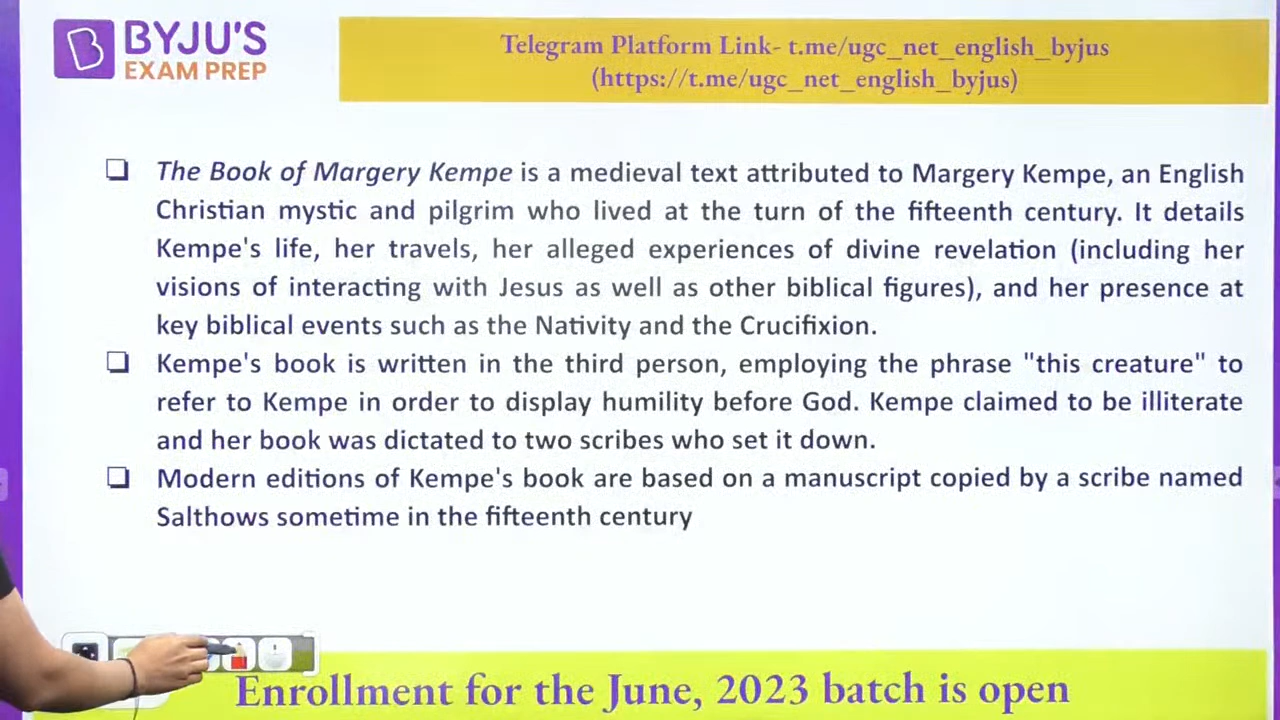 BYJU'S
EXAM PREP
Telegram Platform Link- t.me/ugc_net_english_byjus
(https://t.me/ugc_net_english_byjus)
The Book of Margery Kempe is a medieval text attributed to Margery Kempe, an English
Christian mystic and pilgrim who lived at the turn of the fifteenth century. It details
Kempe's life, her travels, her alleged experiences of divine revelation (including her
visions of interacting with Jesus as well as other biblical figures), and her presence at
key biblical events such as the Nativity and the Crucifixion.
Kempe's book is written in the third person, employing the phrase "this creature" to
refer to Kempe in order to display humility before God. Kempe claimed to be illiterate
and her book was dictated to two scribes who set it down.
Modern editions of Kempe's book are based on a manuscript copied by a scribe named
Salthows sometime in the fifteenth century
Enrollment for the June, 2023 batch is open